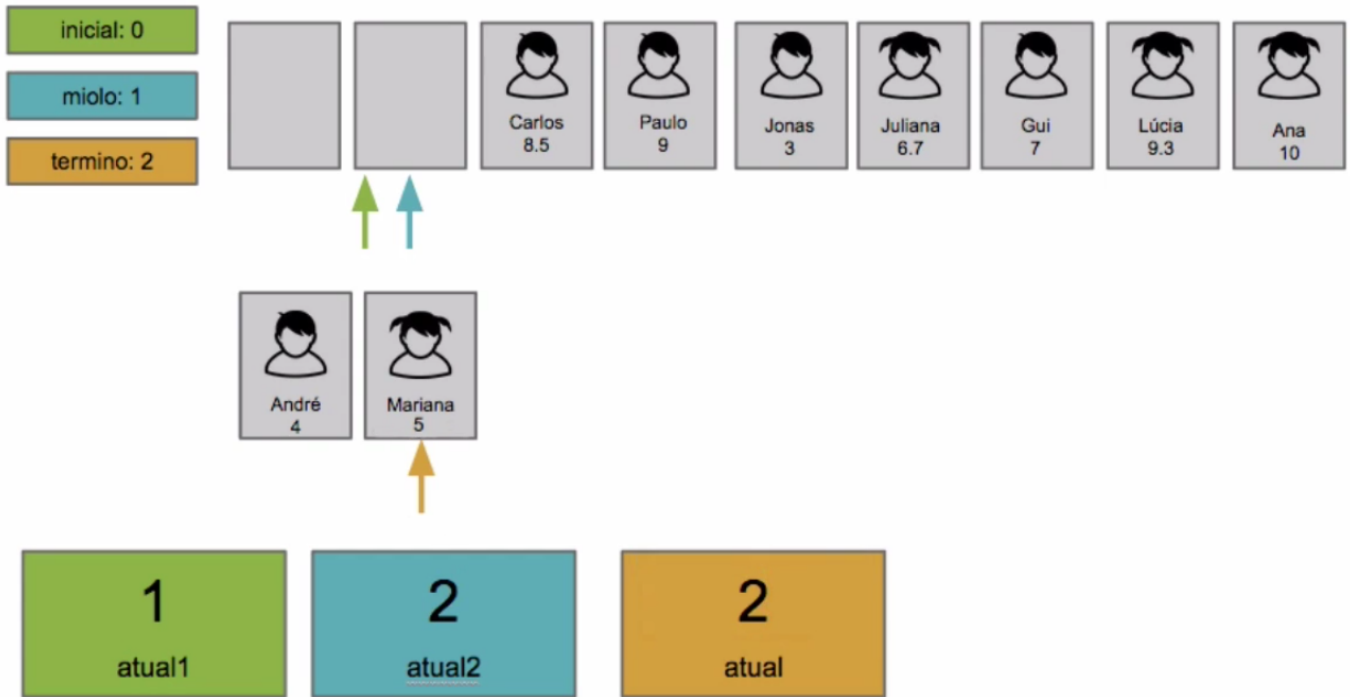 inicial: 0
miolo: 1
termino: 2
Carlos
8.5
Paulo
9
Jonas
3
Juliana
6.7
Gui
7
Lúcia
9.3
Ana
10
André
4
Mariana
5
1
atual1
2
atual2
2
atual